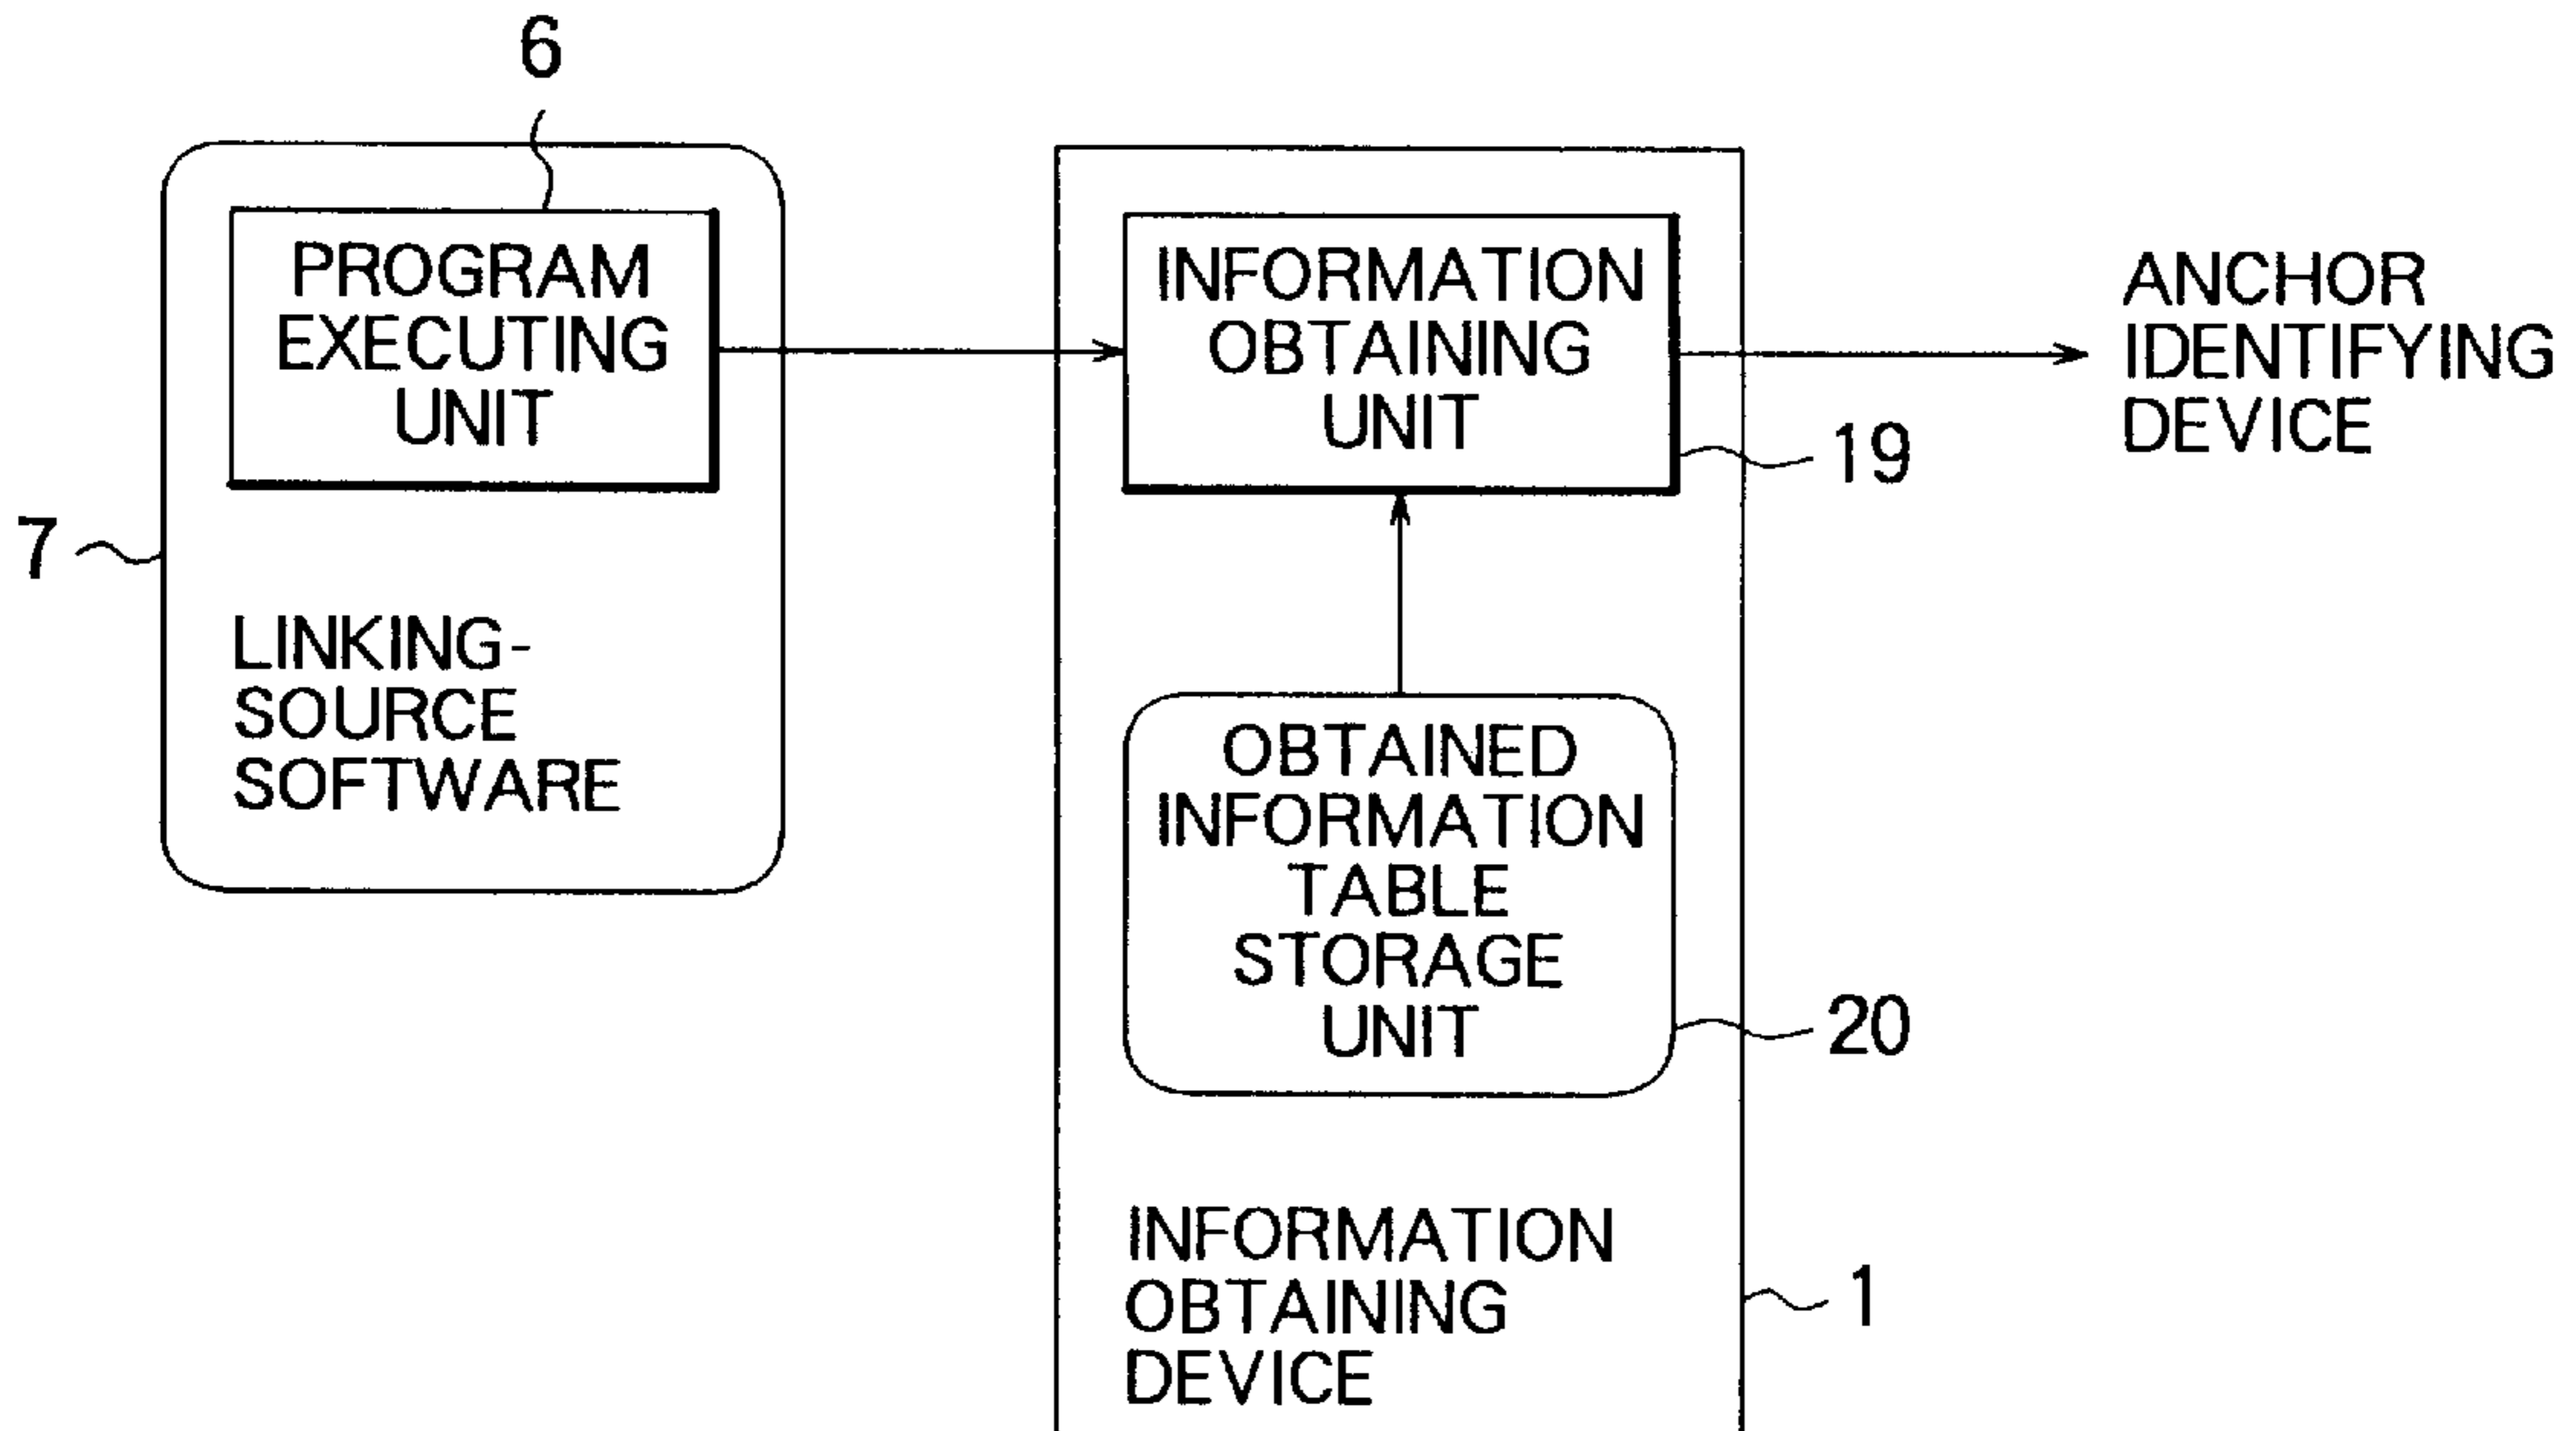 6
PROGRAM
EXECUTING
UNIT
7
LINKING-
SOURCE
SOFTWARE
INFORMATION
OBTAINING
UNIT
19
OBTAINED
INFORMATION
TABLE
STORAGE
UNIT
20
INFORMATION
OBTAINING
DEVICE
1
ANCHOR
IDENTIFYING
DEVICE